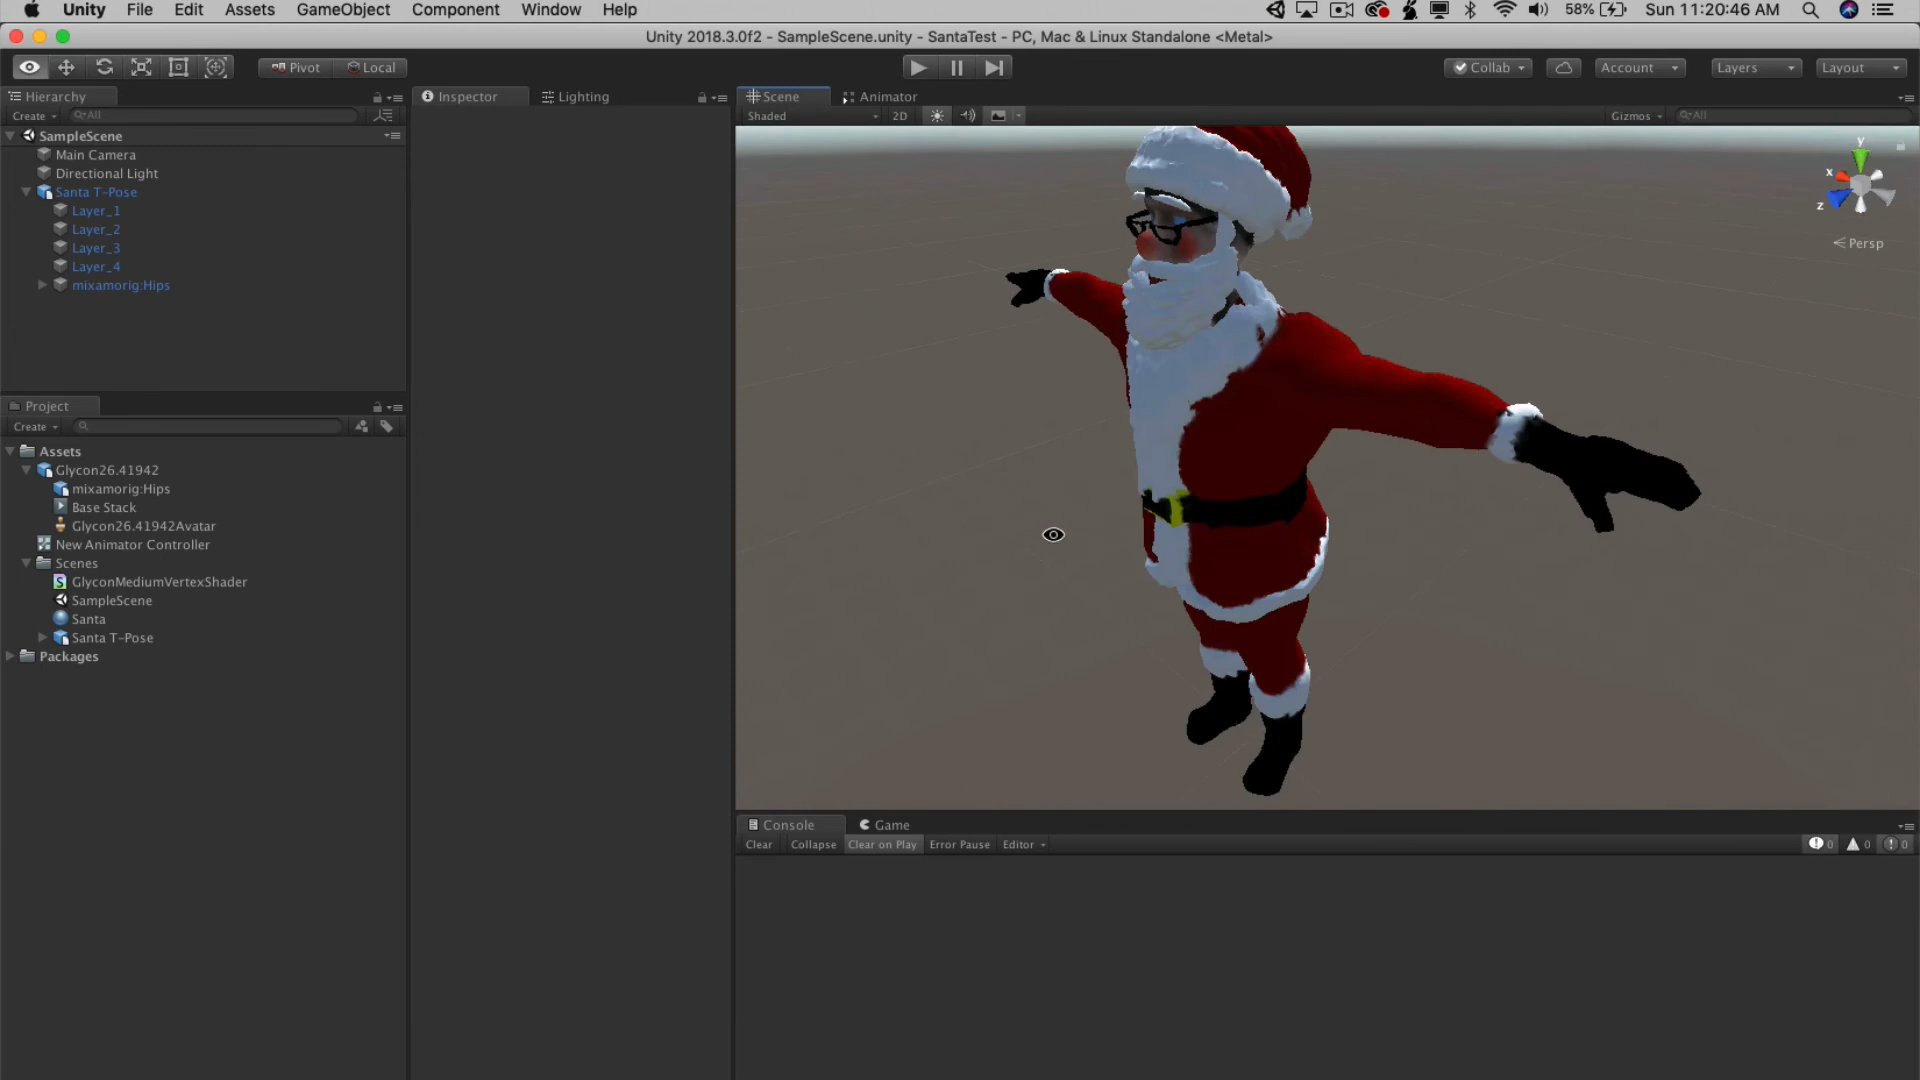 Unity File Edit Assets GameObject Component Window Help 58% Sun 11:20:46 AM
Unity 2018.3.0f2 - SampleScene.unity - SantaTest - PC, Mac & Linux Standalone <Metal>
Pivot Local Collab Account Layers Layout
Hierarchy
Create All
SampleScene
Main Camera
Directional Light
Santa T-Pose
Layer_1
Layer_2
Layer_3
Layer_4
mixamorig:Hips
Project
Create
Assets
Glycon26.41942
mixamorig:Hips
Base Stack
Glycon26.41942Avatar
New Animator Controller
Scenes
GlyconMediumVertexShader
SampleScene
Santa
Santa T-Pose
Packages
Inspector Lighting
Scene Animator
Shaded 2D Gizmos All
y
x
z
Persp
Console Game
Clear Collapse Clear on Play Error Pause Editor 0 0 0